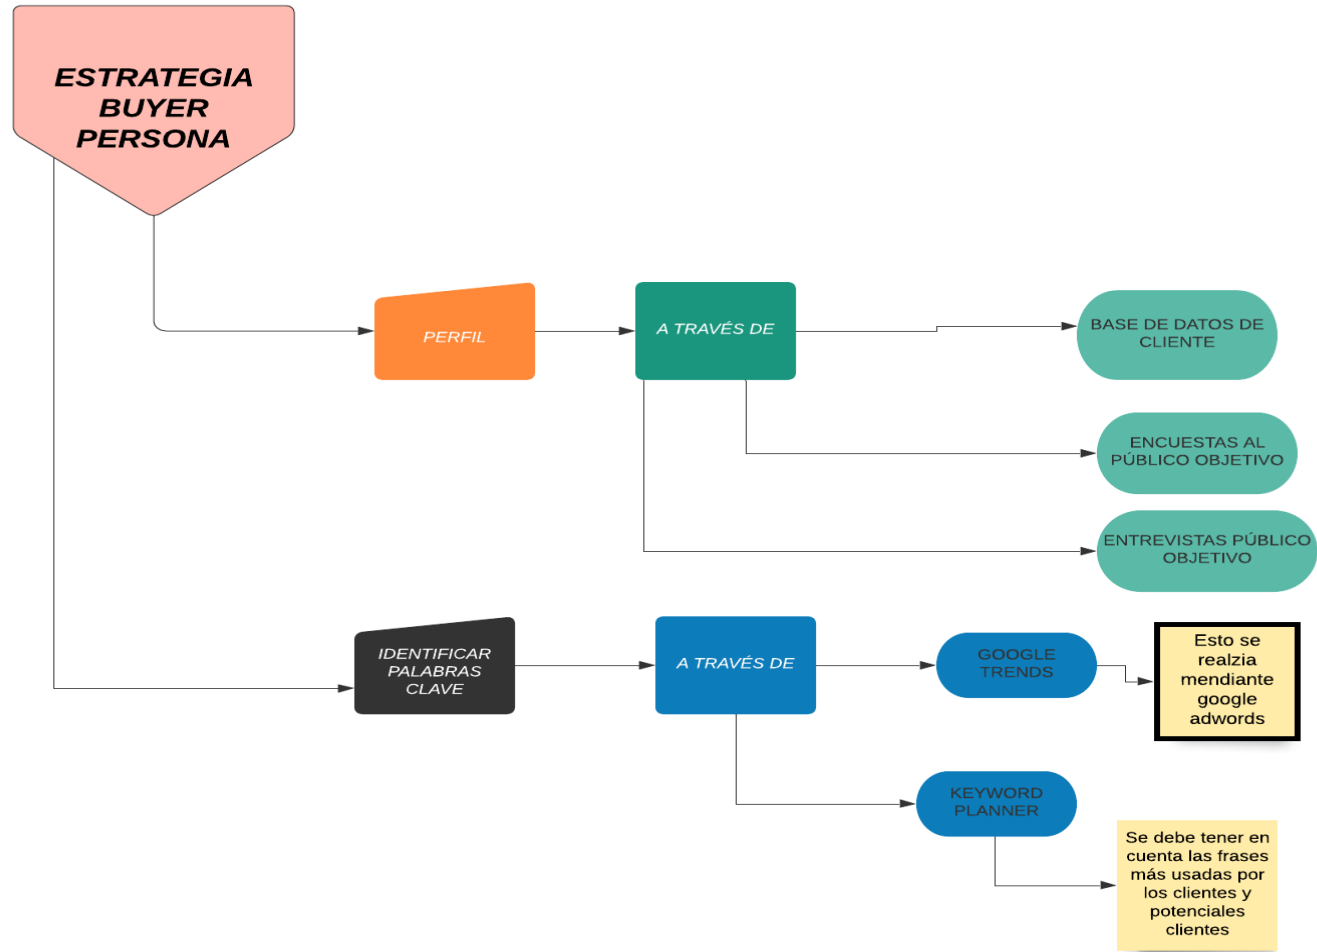 ESTRATEGIA
BUYER
PERSONA
PERFIL
A TRAVÉS DE
BASE DE DATOS DE
CLIENTE
ENCUESTAS AL
PÚBLICO OBJETIVO
ENTREVISTAS PÚBLICO
OBJETIVO
IDENTIFICAR
PALABRAS
CLAVE
A TRAVÉS DE
GOOGLE
TRENDS
Esto se
realzia
mendiante
google
adwords
KEYWORD
PLANNER
Se debe tener en
cuenta las frases
más usadas por
los clientes y
potenciales
clientes